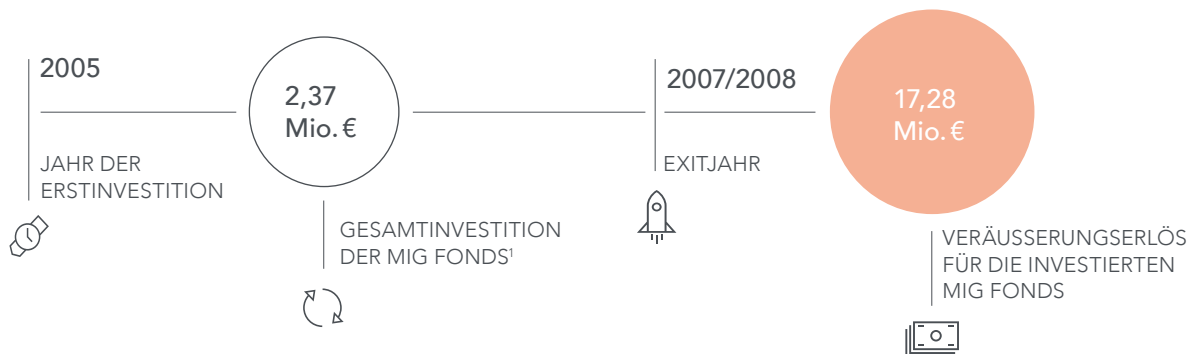 2005
JAHR DER
ERSTINVESTITION
2,37
Mio. €
GESAMTINVESTITION
DER MIG FONDS¹
2007/2008
EXITJAHR
17,28
Mio. €
VERÄUSSERUNGSERLÖS
FÜR DIE INVESTIERTEN
MIG FONDS